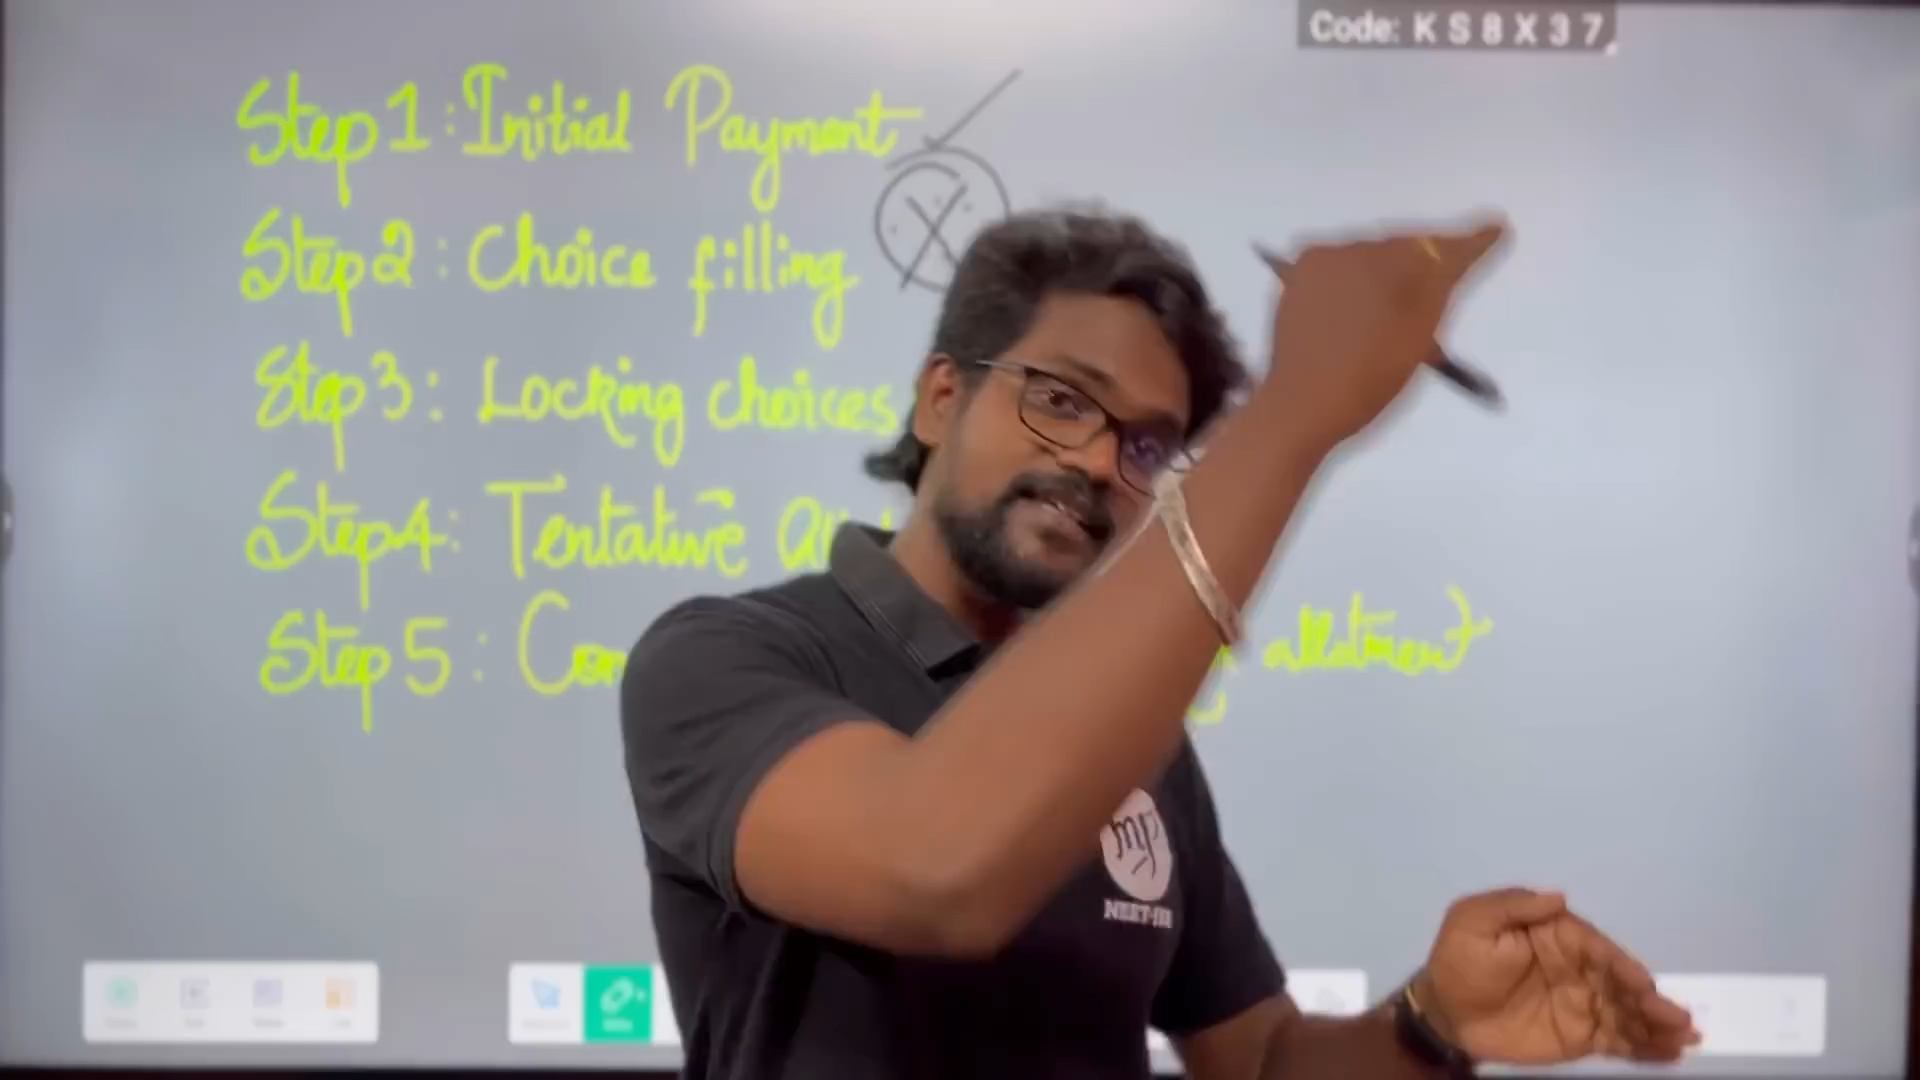 Code: K S 8 X 3 7
Step 1 : Initial Payment
Step 2 : Choice filling
Step 3 : Locking choices
Step 4 : Tentative
Step 5 : allotment
mp